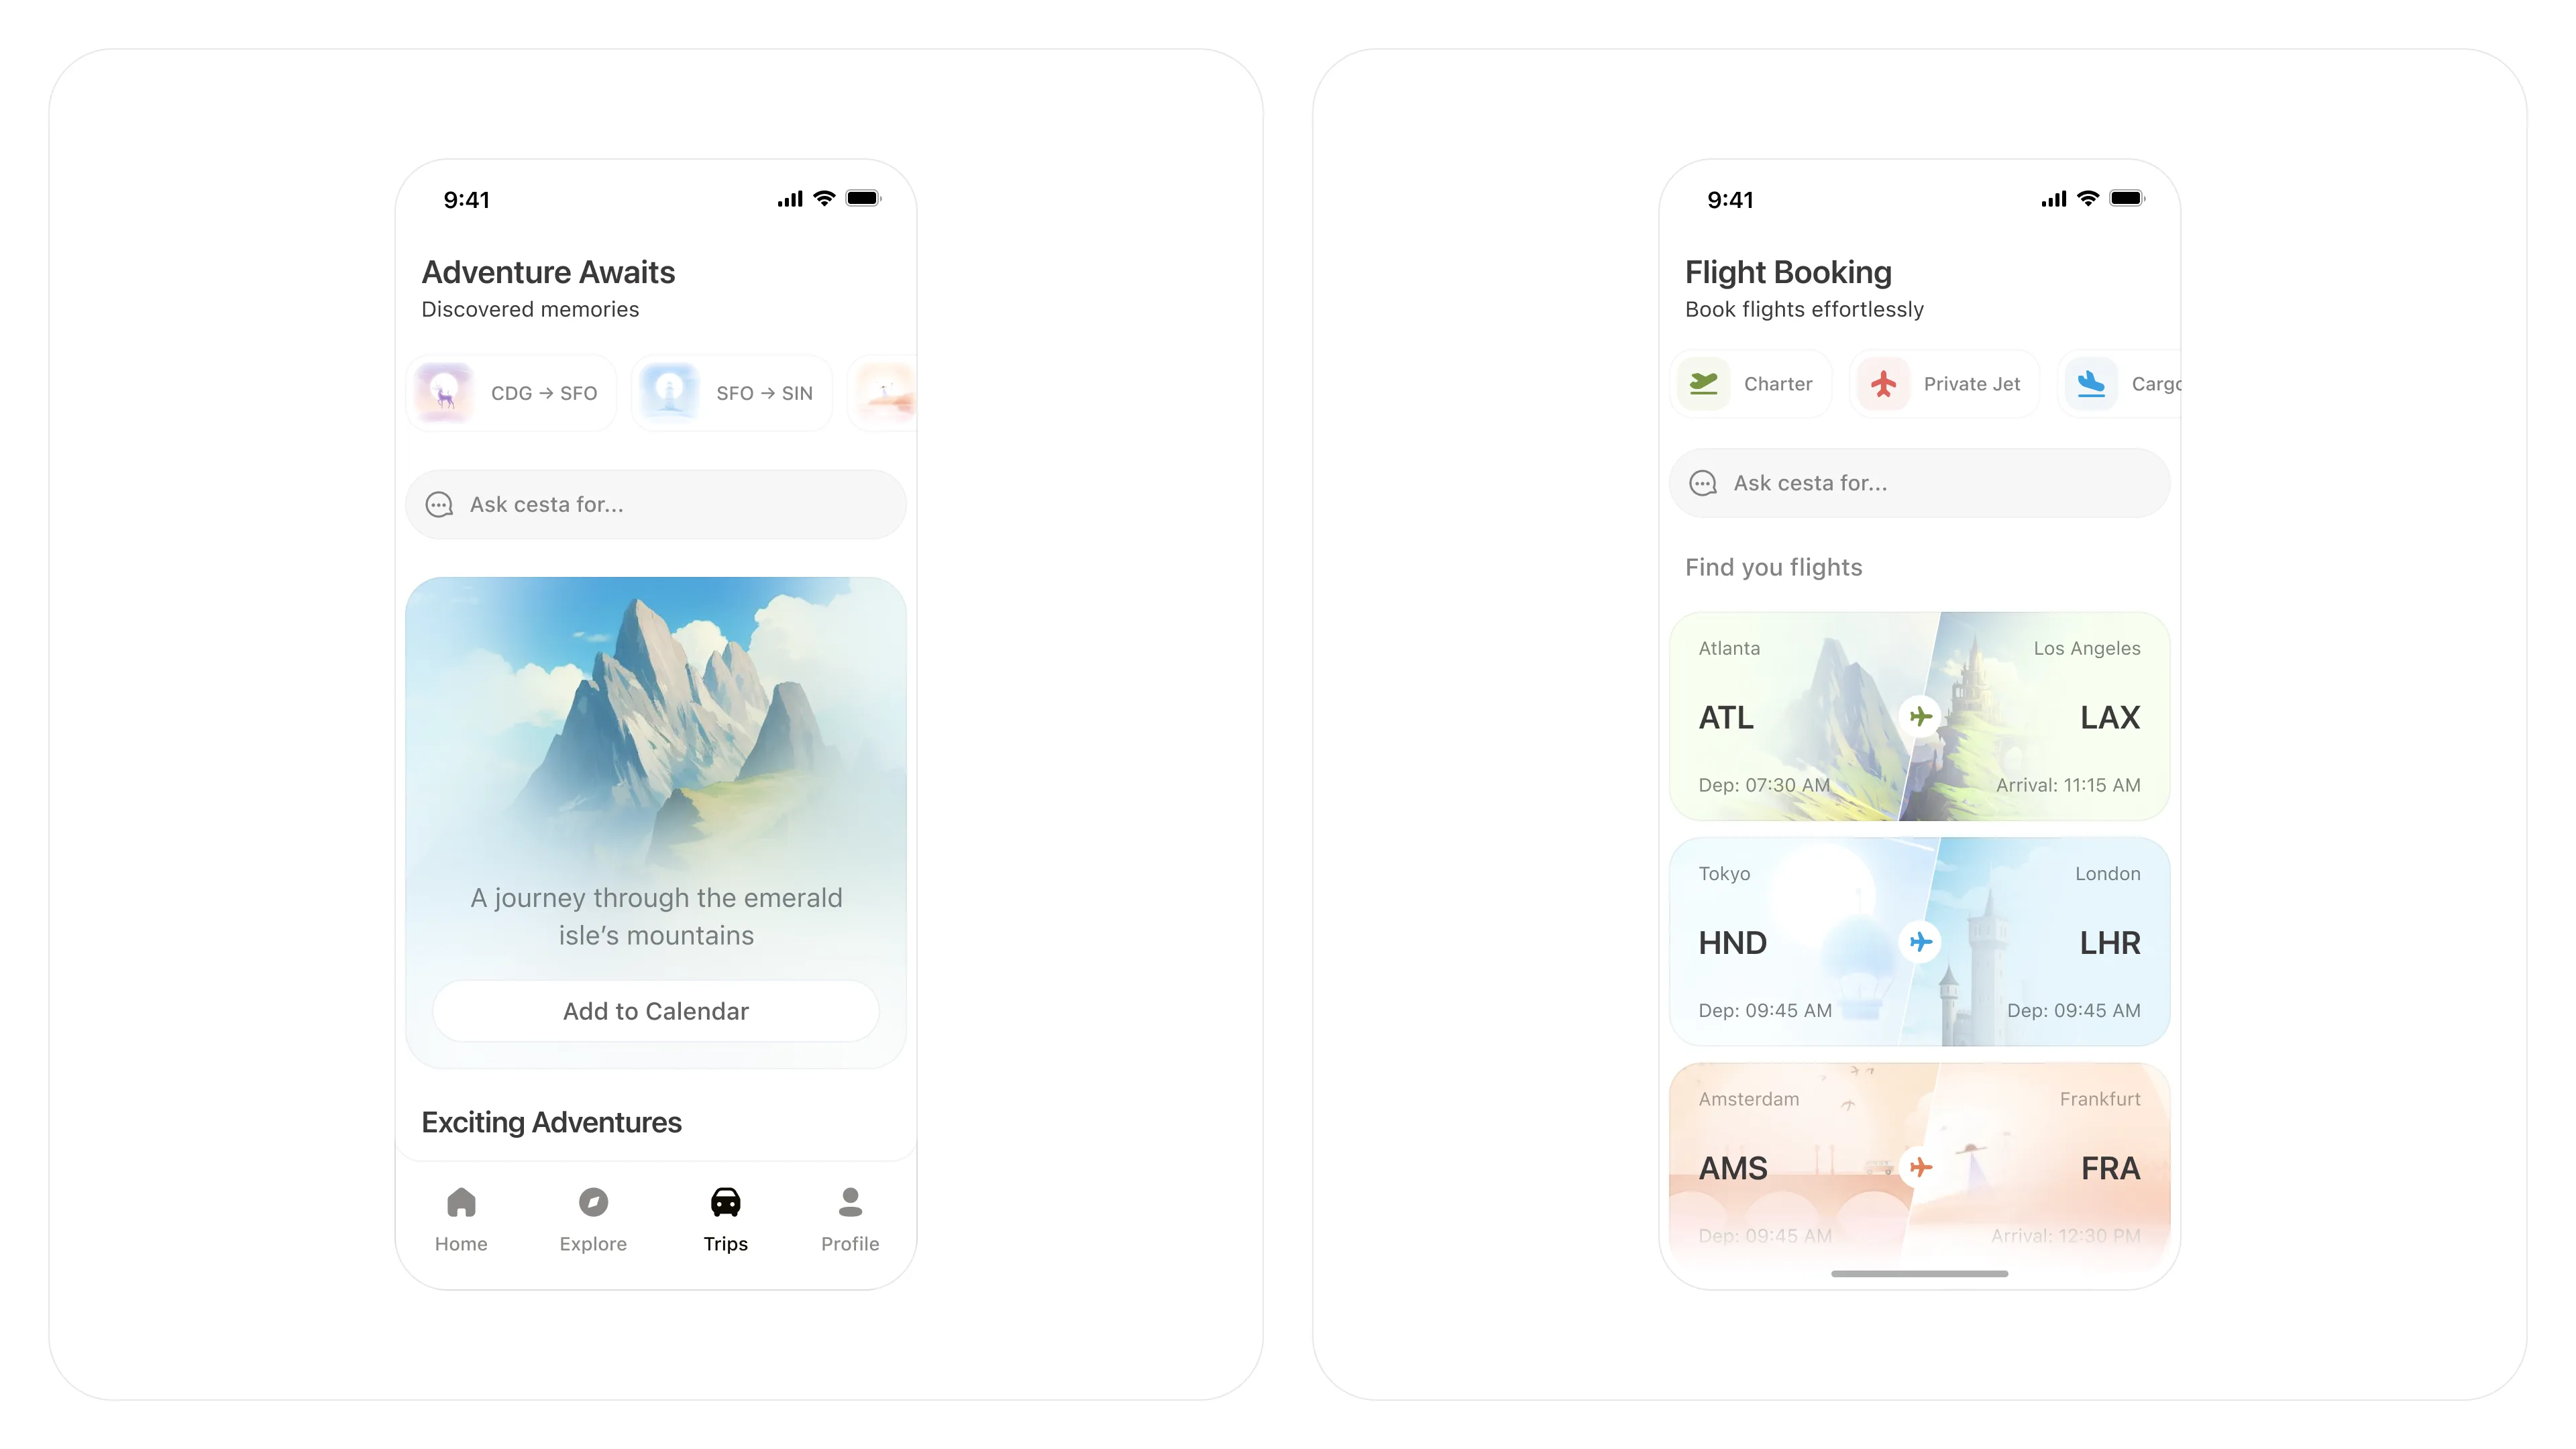 9:41
Adventure Awaits
Discovered memories
CDG → SFO
SFO → SIN
Ask cesta for...
A journey through the emerald
isle's mountains
Add to Calendar
Exciting Adventures
Home
Explore
Trips
Profile
9:41
Flight Booking
Book flights effortlessly
Charter
Private Jet
Carg
Ask cesta for...
Find you flights
Atlanta
Los Angeles
ATL
LAX
Dep: 07:30 AM
Arrival: 11:15 AM
Tokyo
London
HND
LHR
Dep: 09:45 AM
Dep: 09:45 AM
Amsterdam
Frankfurt
AMS
FRA
Dep: 09:45 AM
Arrival: 12:30 PM